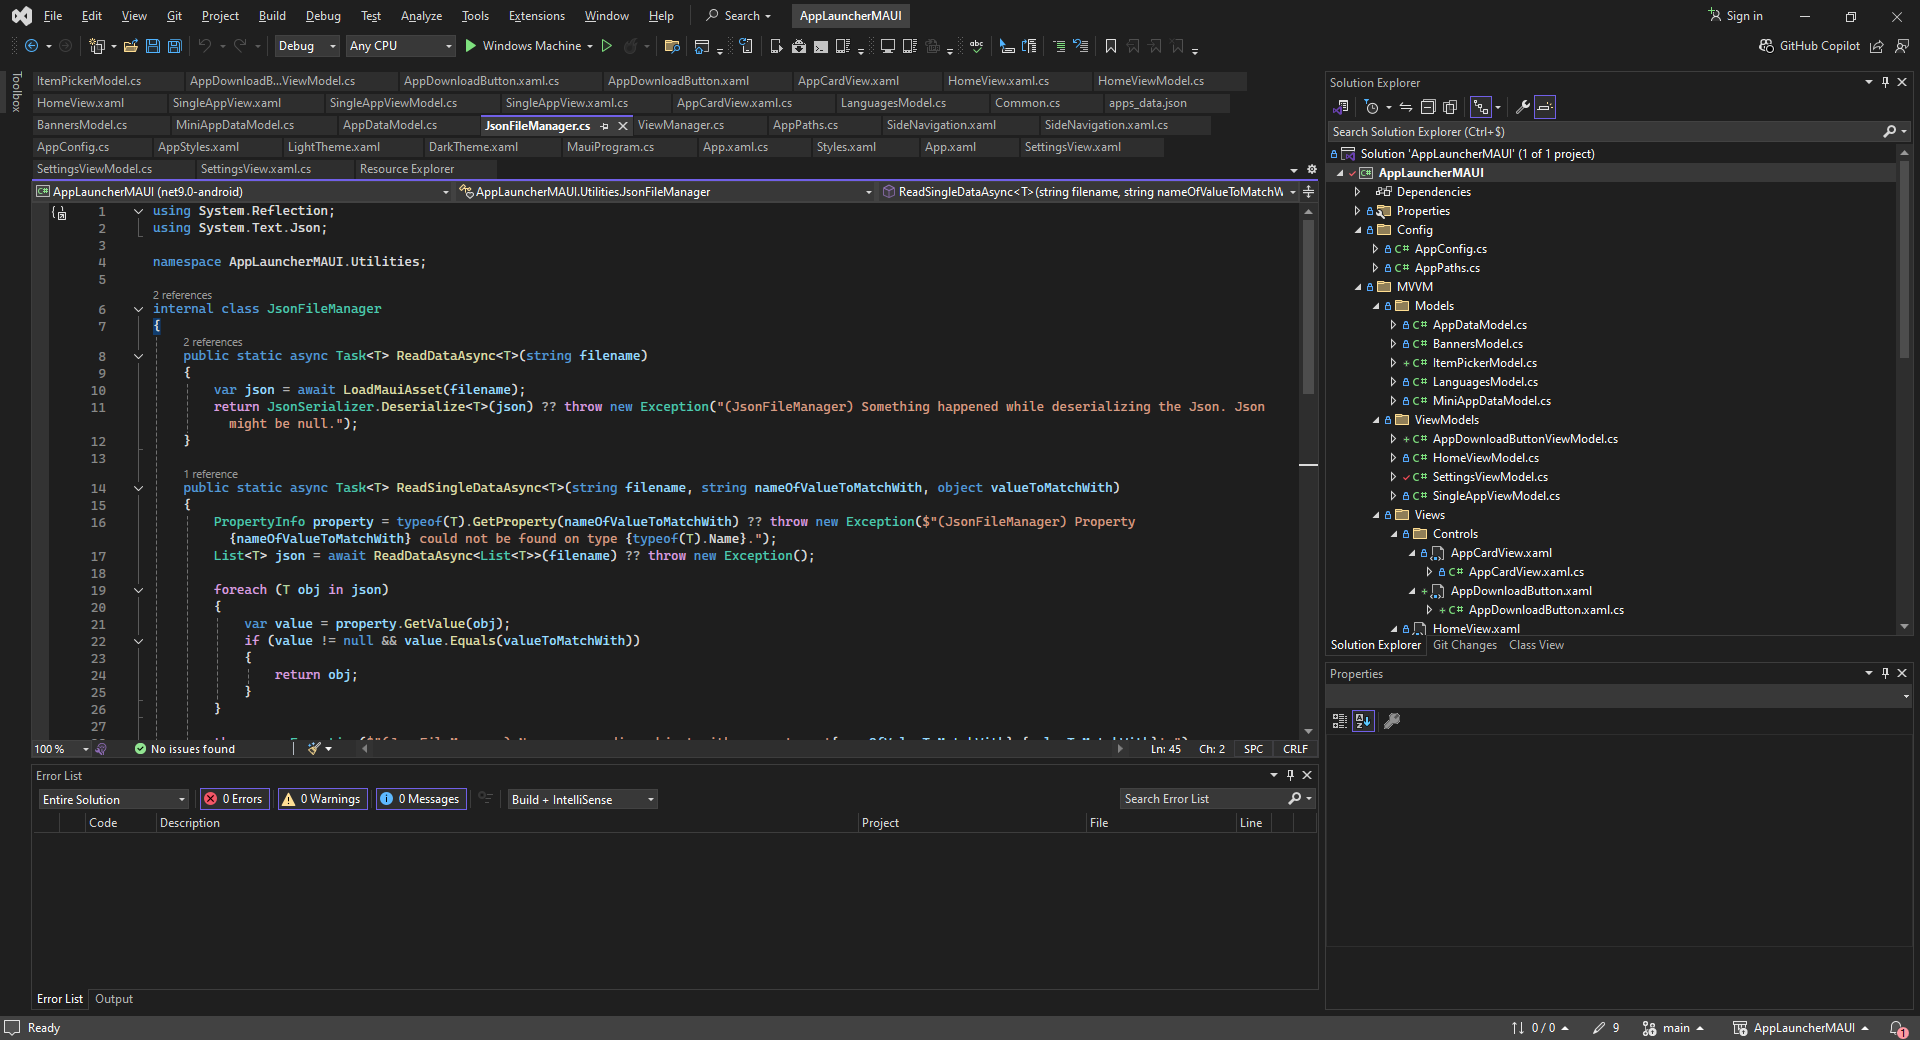 File Edit View Git Project Build Debug Test Analyze Tools Extensions Window Help Search AppLauncherMAUI Sign in
Debug Any CPU Windows Machine GitHub Copilot
Toolbox
ItemPickerModel.cs AppDownloadB...ViewModel.cs AppDownloadButton.xaml.cs AppDownloadButton.xaml AppCardView.xaml HomeView.xaml.cs HomeViewModel.cs
HomeView.xaml SingleAppView.xaml SingleAppViewModel.cs SingleAppView.xaml.cs AppCardView.xaml.cs LanguagesModel.cs Common.cs apps_data.json
BannersModel.cs MiniAppDataModel.cs AppDataModel.cs JsonFileManager.cs ViewManager.cs AppPaths.cs SideNavigation.xaml SideNavigation.xaml.cs
AppConfig.cs AppStyles.xaml LightTheme.xaml DarkTheme.xaml MauiProgram.cs App.xaml.cs Styles.xaml App.xaml SettingsView.xaml
SettingsViewModel.cs SettingsView.xaml.cs Resource Explorer
AppLauncherMAUI (net9.0-android) AppLauncherMAUI.Utilities.JsonFileManager ReadSingleDataAsync<T>(string filename, string nameOfValueToMatchW
1 using System.Reflection;
2 using System.Text.Json;
3
4 namespace AppLauncherMAUI.Utilities;
5
2 references
6 internal class JsonFileManager
7 {
2 references
8 public static async Task<T> ReadDataAsync<T>(string filename)
9 {
10 var json = await LoadMauiAsset(filename);
11 return JsonSerializer.Deserialize<T>(json) ?? throw new Exception("(JsonFileManager) Something happened while deserializing the Json. Json
might be null.");
12 }
13
1 reference
14 public static async Task<T> ReadSingleDataAsync<T>(string filename, string nameOfValueToMatchWith, object valueToMatchWith)
15 {
16 PropertyInfo property = typeof(T).GetProperty(nameOfValueToMatchWith) ?? throw new Exception($"(JsonFileManager) Property
{nameOfValueToMatchWith} could not be found on type {typeof(T).Name}.");
17 List<T> json = await ReadDataAsync<List<T>>(filename) ?? throw new Exception();
18
19 foreach (T obj in json)
20 {
21 var value = property.GetValue(obj);
22 if (value != null && value.Equals(valueToMatchWith))
23 {
24 return obj;
25 }
26 }
27
100 % No issues found Ln: 45 Ch: 2 SPC CRLF
Error List
Entire Solution 0 Errors 0 Warnings 0 Messages Build + IntelliSense Search Error List
Code Description Project File Line
Error List Output
Solution Explorer
Search Solution Explorer (Ctrl+$)
Solution 'AppLauncherMAUI' (1 of 1 project)
AppLauncherMAUI
Dependencies
Properties
Config
C# AppConfig.cs
C# AppPaths.cs
MVVM
Models
C# AppDataModel.cs
C# BannersModel.cs
C# ItemPickerModel.cs
C# LanguagesModel.cs
C# MiniAppDataModel.cs
ViewModels
C# AppDownloadButtonViewModel.cs
C# HomeViewModel.cs
C# SettingsViewModel.cs
C# SingleAppViewModel.cs
Views
Controls
AppCardView.xaml
C# AppCardView.xaml.cs
AppDownloadButton.xaml
C# AppDownloadButton.xaml.cs
HomeView.xaml
Solution Explorer Git Changes Class View
Properties
Ready 0 / 0 9 main AppLauncherMAUI 1